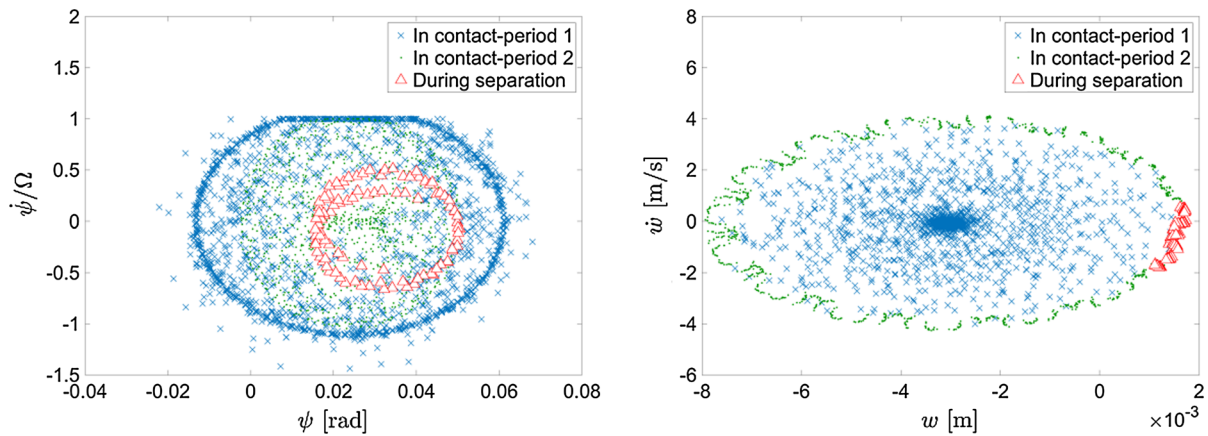 2
1.5
1
0.5
0
-0.5
-1
-1.5
ψ̇/Ω
In contact-period 1
In contact-period 2
During separation
-0.04 -0.02 0 0.02 0.04 0.06 0.08
ψ [rad]
8
6
4
2
0
-2
-4
-6
ẇ [m/s]
In contact-period 1
In contact-period 2
During separation
-8 -6 -4 -2 0 2
w [m]
×10⁻³